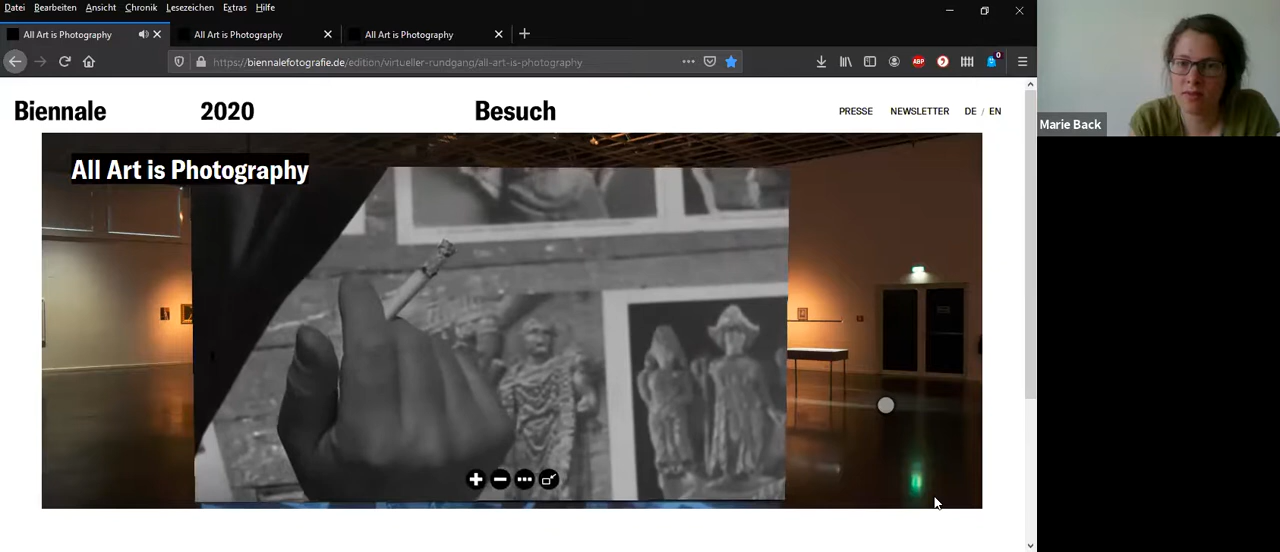 Datei Bearbeiten Ansicht Chronik Lesezeichen Extras Hilfe
All Art is Photography All Art is Photography All Art is Photography
https://biennalefotografie.de/edition/virtueller-rundgang/all-art-is-photography
ABP 0
Biennale 2020 Besuch PRESSE NEWSLETTER DE / EN
All Art is Photography
Marie Back